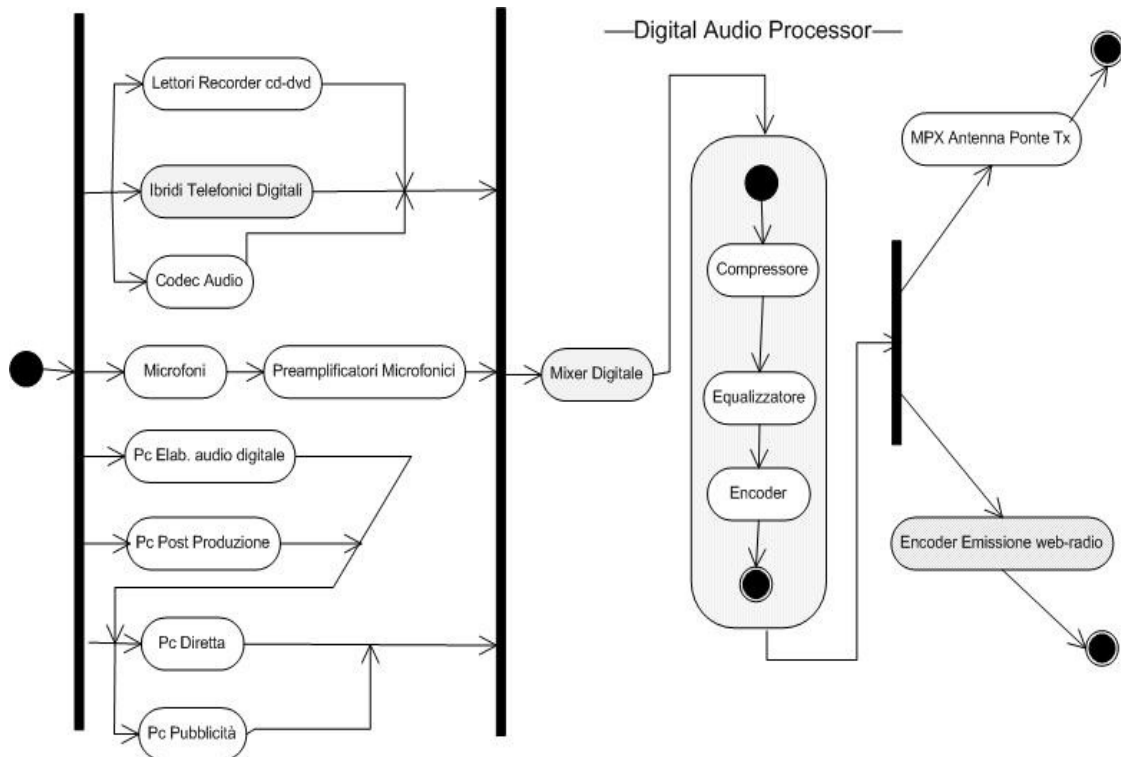 Digital Audio Processor
Lettori Recorder cd-dvd
Ibridi Telefonici Digitali
Codec Audio
Microfoni
Preamplificatori Microfonici
Pc Elab. audio digitale
Pc Post Produzione
Pc Diretta
Pc Pubblicità
Mixer Digitale
Compressore
Equalizzatore
Encoder
MPX Antenna Ponte Tx
Encoder Emissione web-radio